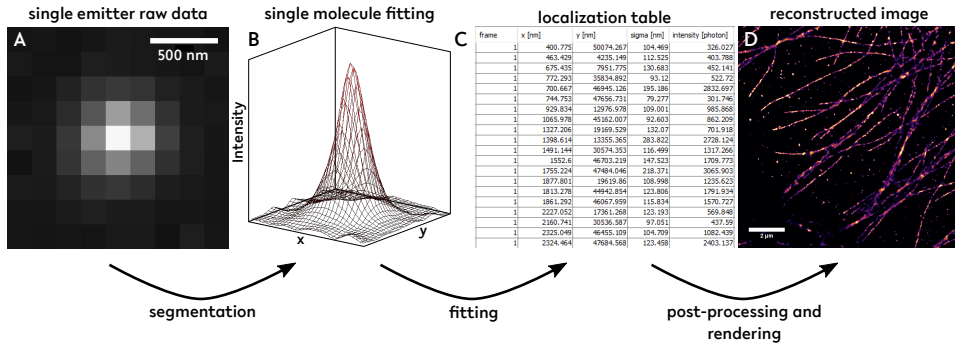 single emitter raw data
single molecule fitting
localization table
reconstructed image
A
500 nm
B
Intensity
x
y
C
frame x [nm] y [nm] sigma [nm] intensity [photon]
1 400.775 50074.267 104.469 326.027
1 463.429 4235.149 112.525 403.788
1 675.435 7951.775 130.683 452.141
1 772.293 35834.892 93.12 522.72
1 700.667 46945.126 195.186 2832.697
1 744.753 47656.731 79.277 301.746
1 929.834 12976.978 109.001 985.868
1 1065.978 45162.007 92.603 862.209
1 1327.206 19169.529 132.07 701.918
1 1398.614 13355.365 283.822 2728.124
1 1491.144 30574.353 116.499 1317.266
1 1552.6 46703.219 147.523 1709.773
1 1755.224 47484.046 218.371 3065.903
1 1877.801 19619.86 108.998 1235.623
1 1813.278 44942.854 123.806 1791.934
1 1861.292 46067.959 115.834 1570.727
1 2227.052 17361.268 123.193 569.848
1 2160.741 30536.587 97.051 437.59
1 2325.049 46455.109 104.709 1082.439
1 2324.464 47684.568 123.458 2403.137
D
2 µm
segmentation
fitting
post-processing and
rendering